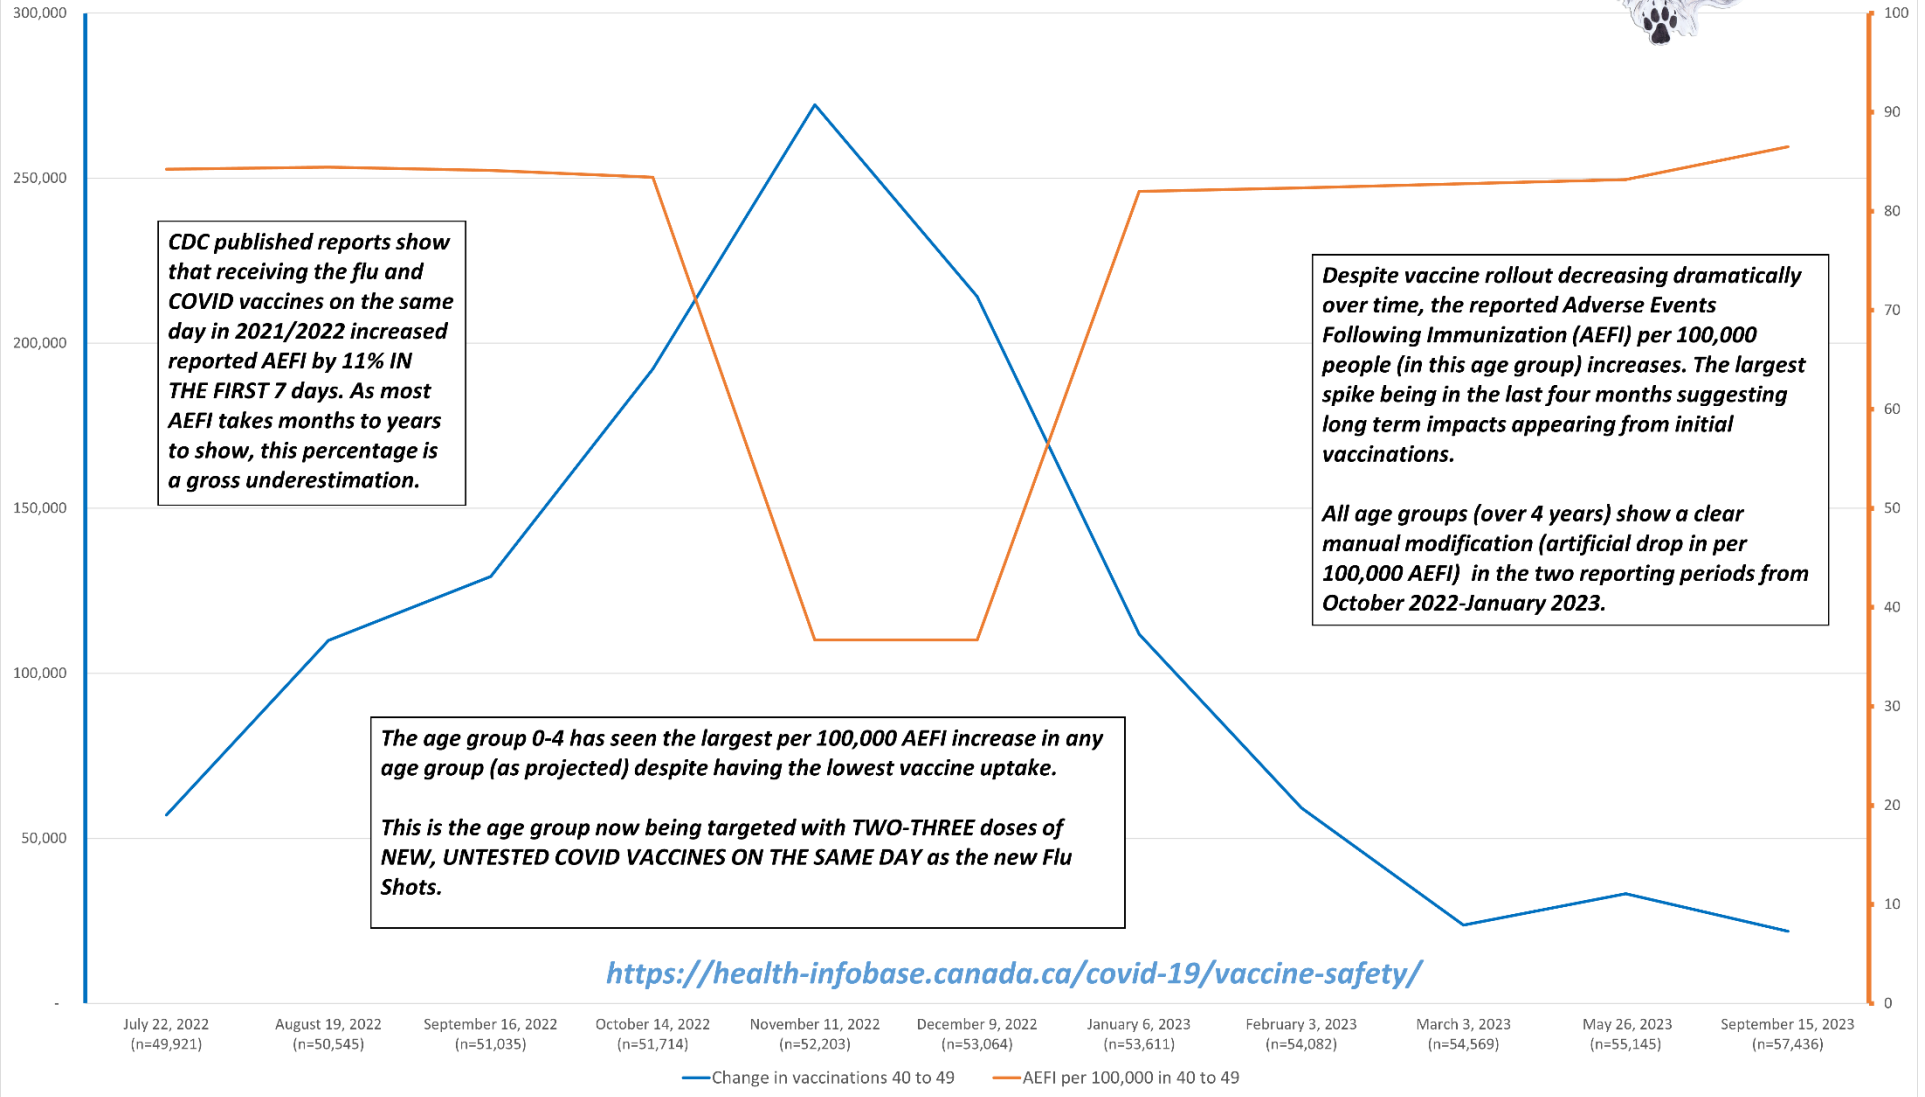 300,000
250,000
200,000
150,000
100,000
50,000
-
100
90
80
70
60
50
40
30
20
10
0
CDC published reports show
that receiving the flu and
COVID vaccines on the same
day in 2021/2022 increased
reported AEFI by 11% IN
THE FIRST 7 days. As most
AEFI takes months to years
to show, this percentage is
a gross underestimation.
Despite vaccine rollout decreasing dramatically
over time, the reported Adverse Events
Following Immunization (AEFI) per 100,000
people (in this age group) increases. The largest
spike being in the last four months suggesting
long term impacts appearing from initial
vaccinations.
All age groups (over 4 years) show a clear
manual modification (artificial drop in per
100,000 AEFI) in the two reporting periods from
October 2022-January 2023.
The age group 0-4 has seen the largest per 100,000 AEFI increase in any
age group (as projected) despite having the lowest vaccine uptake.
This is the age group now being targeted with TWO-THREE doses of
NEW, UNTESTED COVID VACCINES ON THE SAME DAY as the new Flu
Shots.
https://health-infobase.canada.ca/covid-19/vaccine-safety/
July 22, 2022
(n=49,921)
August 19, 2022
(n=50,545)
September 16, 2022
(n=51,035)
October 14, 2022
(n=51,714)
November 11, 2022
(n=52,203)
December 9, 2022
(n=53,064)
January 6, 2023
(n=53,611)
February 3, 2023
(n=54,082)
March 3, 2023
(n=54,569)
May 26, 2023
(n=55,145)
September 15, 2023
(n=57,436)
Change in vaccinations 40 to 49
AEFI per 100,000 in 40 to 49